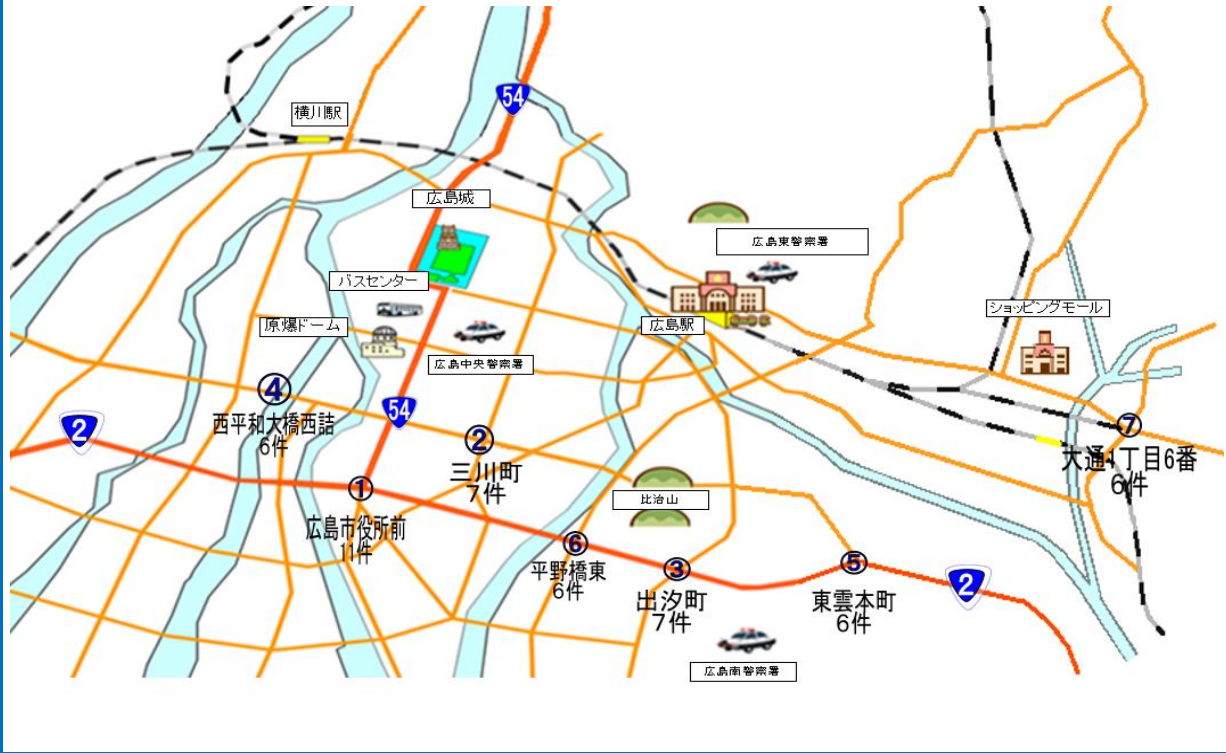 54
横川駅
広島城
広島東警察署
バスセンター
ショッピングモール
原爆ドーム
広島駅
広島中央警察署
④
西平和大橋西詰
6件
54
2
②
三川町
7件
⑦
大通1丁目6番
6件
①
広島市役所前
11件
比治山
⑥
平野橋東
6件
③
出汐町
7件
⑤
東雲本町
6件
2
広島南警察署